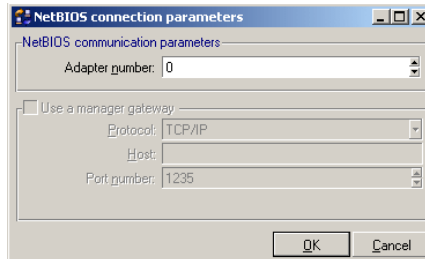 NetBIOS connection parameters
NetBIOS communication parameters
Adapter number: 0
Use a manager gateway
Protocol: TCP/IP
Host:
Port number: 1235
OK Cancel